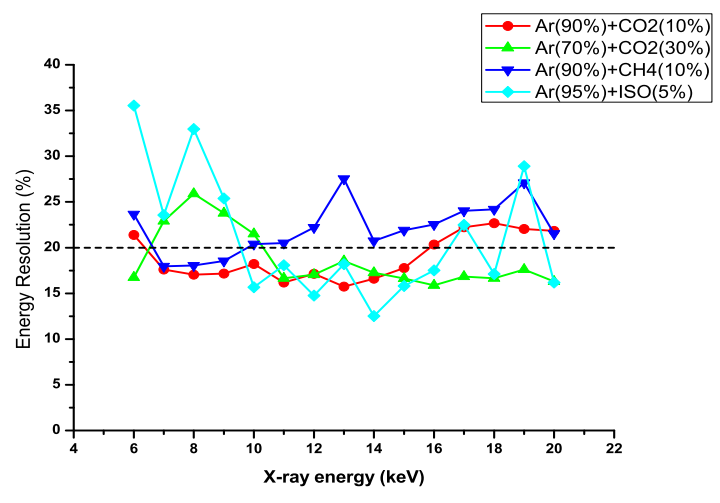 Ar(90%)+CO2(10%)
Ar(70%)+CO2(30%)
Ar(90%)+CH4(10%)
Ar(95%)+ISO(5%)
40
35
30
25
20
15
10
5
0
Energy Resolution (%)
4 6 8 10 12 14 16 18 20 22
X-ray energy (keV)